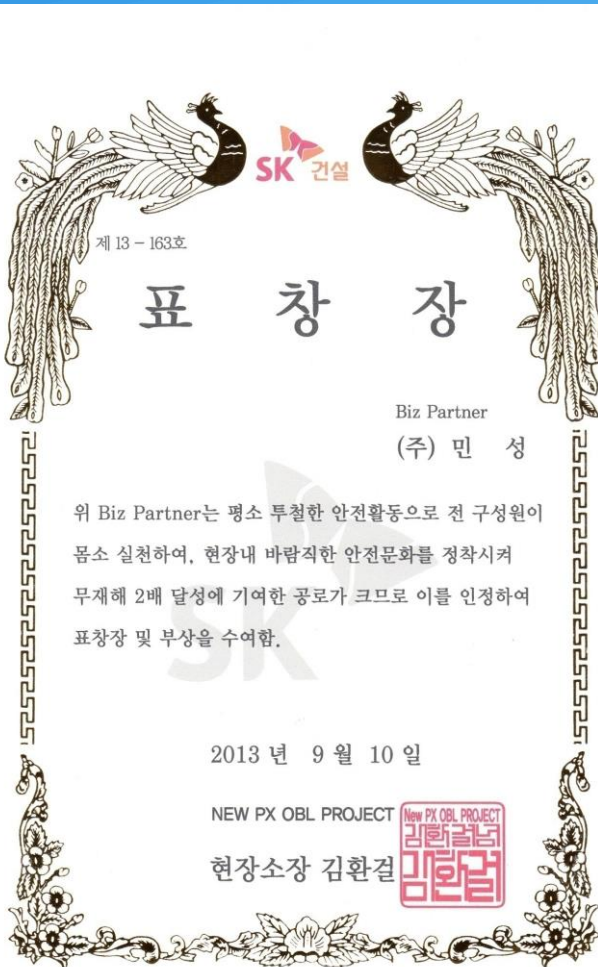 SK 건설
제 13 - 163호
표 창 장
Biz Partner
(주) 민 성
위 Biz Partner는 평소 투철한 안전활동으로 전 구성원이
몸소 실천하여, 현장내 바람직한 안전문화를 정착시켜
무재해 2배 달성에 기여한 공로가 크므로 이를 인정하여
표창장 및 부상을 수여함.
SK
2013 년 9 월 10 일
NEW PX OBL PROJECT
현장소장 김환걸
New PX OBL PROJECT